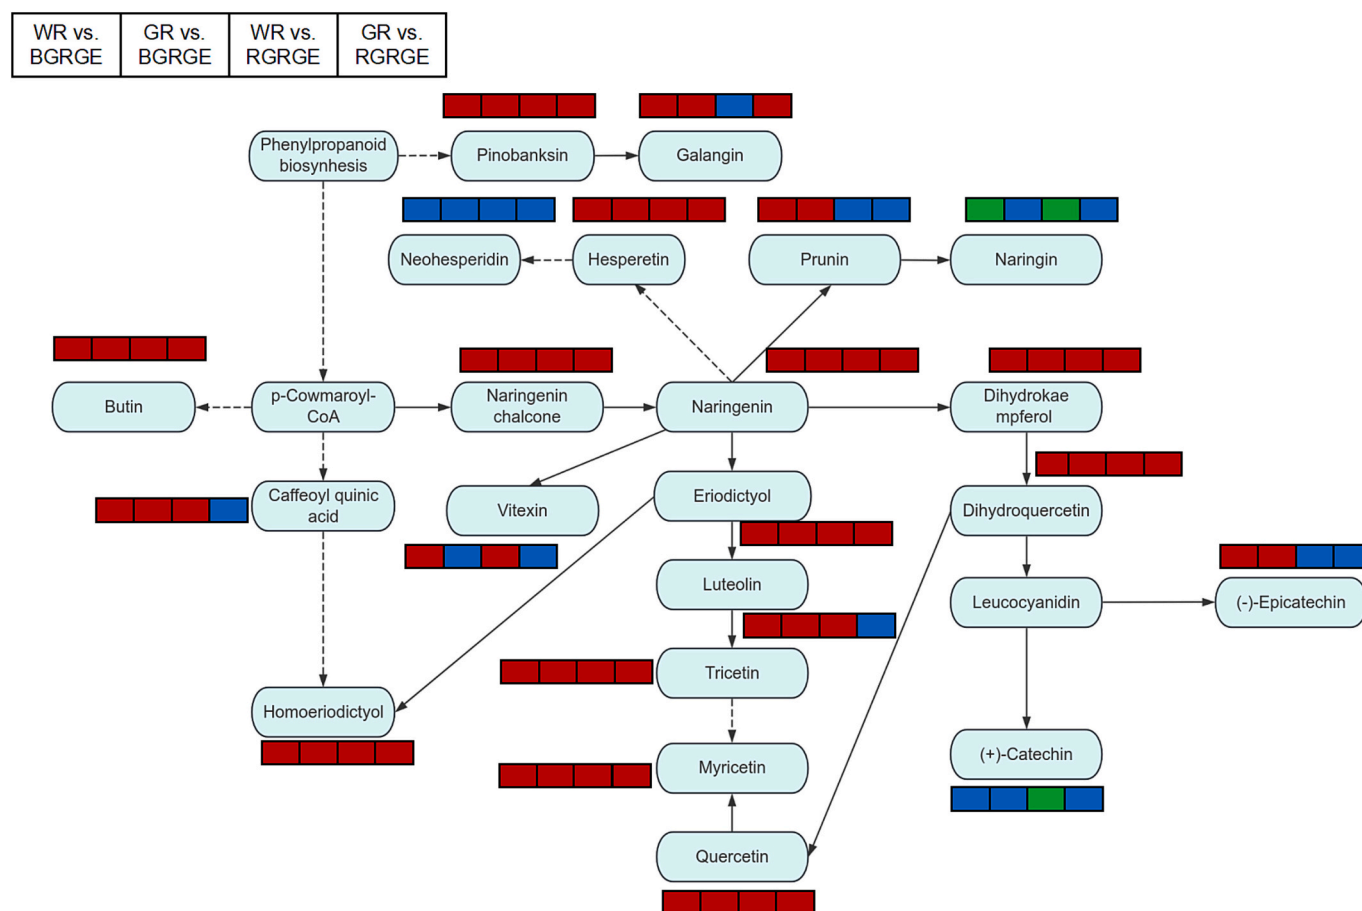 WR vs.
BGRGE
GR vs.
BGRGE
WR vs.
RGRGE
GR vs.
RGRGE
Phenylpropanoid
biosynhesis
Pinobanksin
Galangin
Neohesperidin
Hesperetin
Prunin
Naringin
Butin
p-Cowmaroyl-
CoA
Naringenin
chalcone
Naringenin
Dihydrokae
mpferol
Caffeoyl quinic
acid
Vitexin
Eriodictyol
Dihydroquercetin
Luteolin
Leucocyanidin
(-)-Epicatechin
Tricetin
Homoeriodictyol
Myricetin
(+)-Catechin
Quercetin